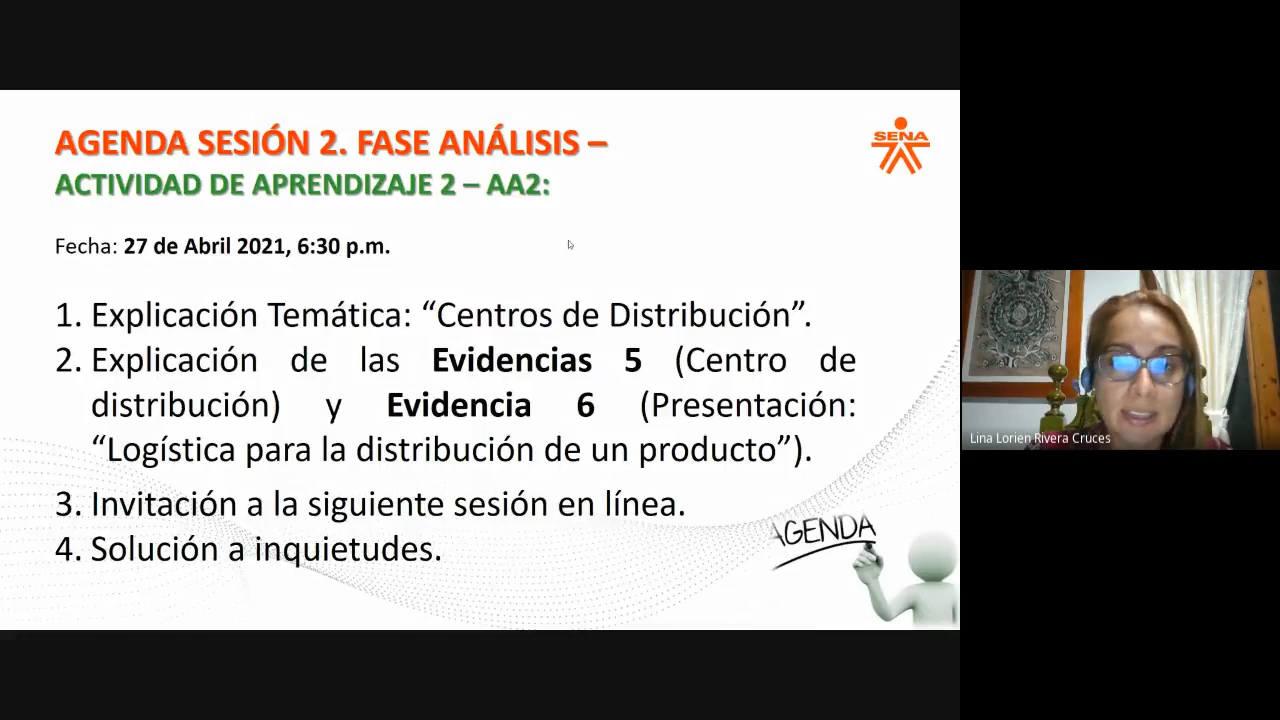 AGENDA SESIÓN 2. FASE ANÁLISIS –
ACTIVIDAD DE APRENDIZAJE 2 – AA2:
SENA
Fecha: 27 de Abril 2021, 6:30 p.m.
1. Explicación Temática: “Centros de Distribución”.
2. Explicación de las Evidencias 5 (Centro de
distribución) y Evidencia 6 (Presentación:
“Logística para la distribución de un producto”).
3. Invitación a la siguiente sesión en línea.
4. Solución a inquietudes.
AGENDA
Lina Lorien Rivera Cruces